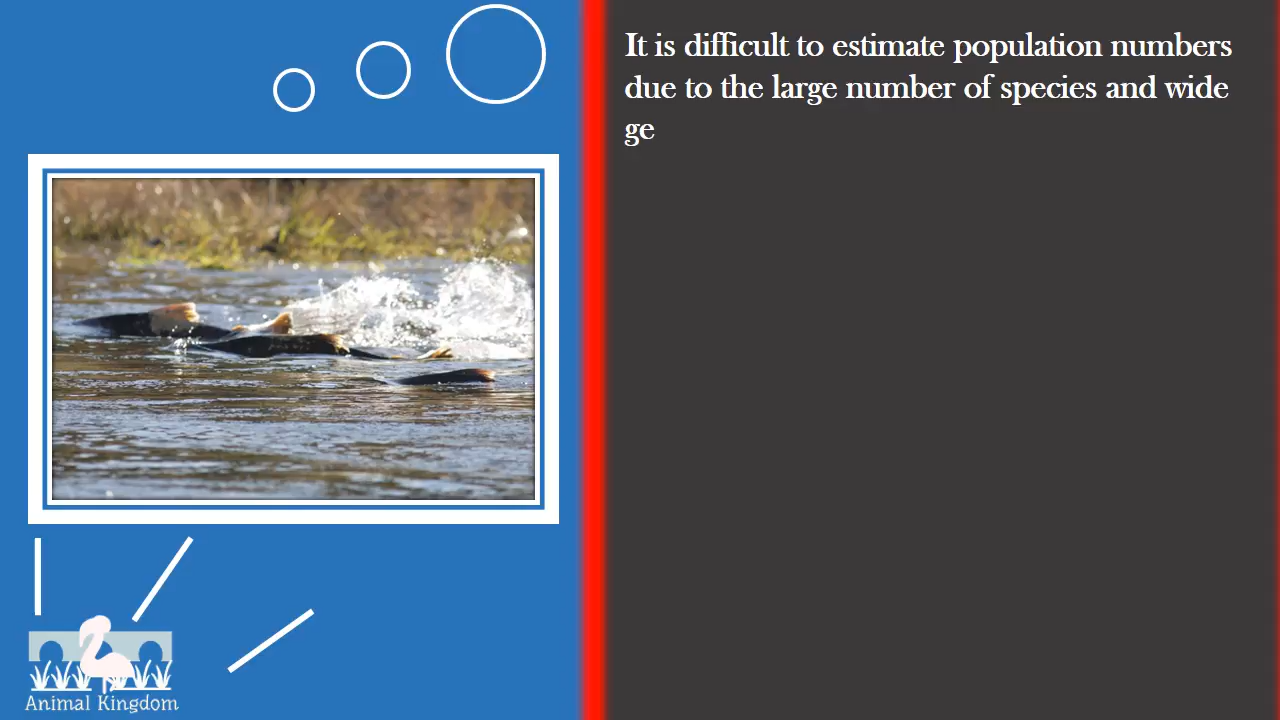 It is difficult to estimate population numbers
due to the large number of species and wide
ge
Animal Kingdom